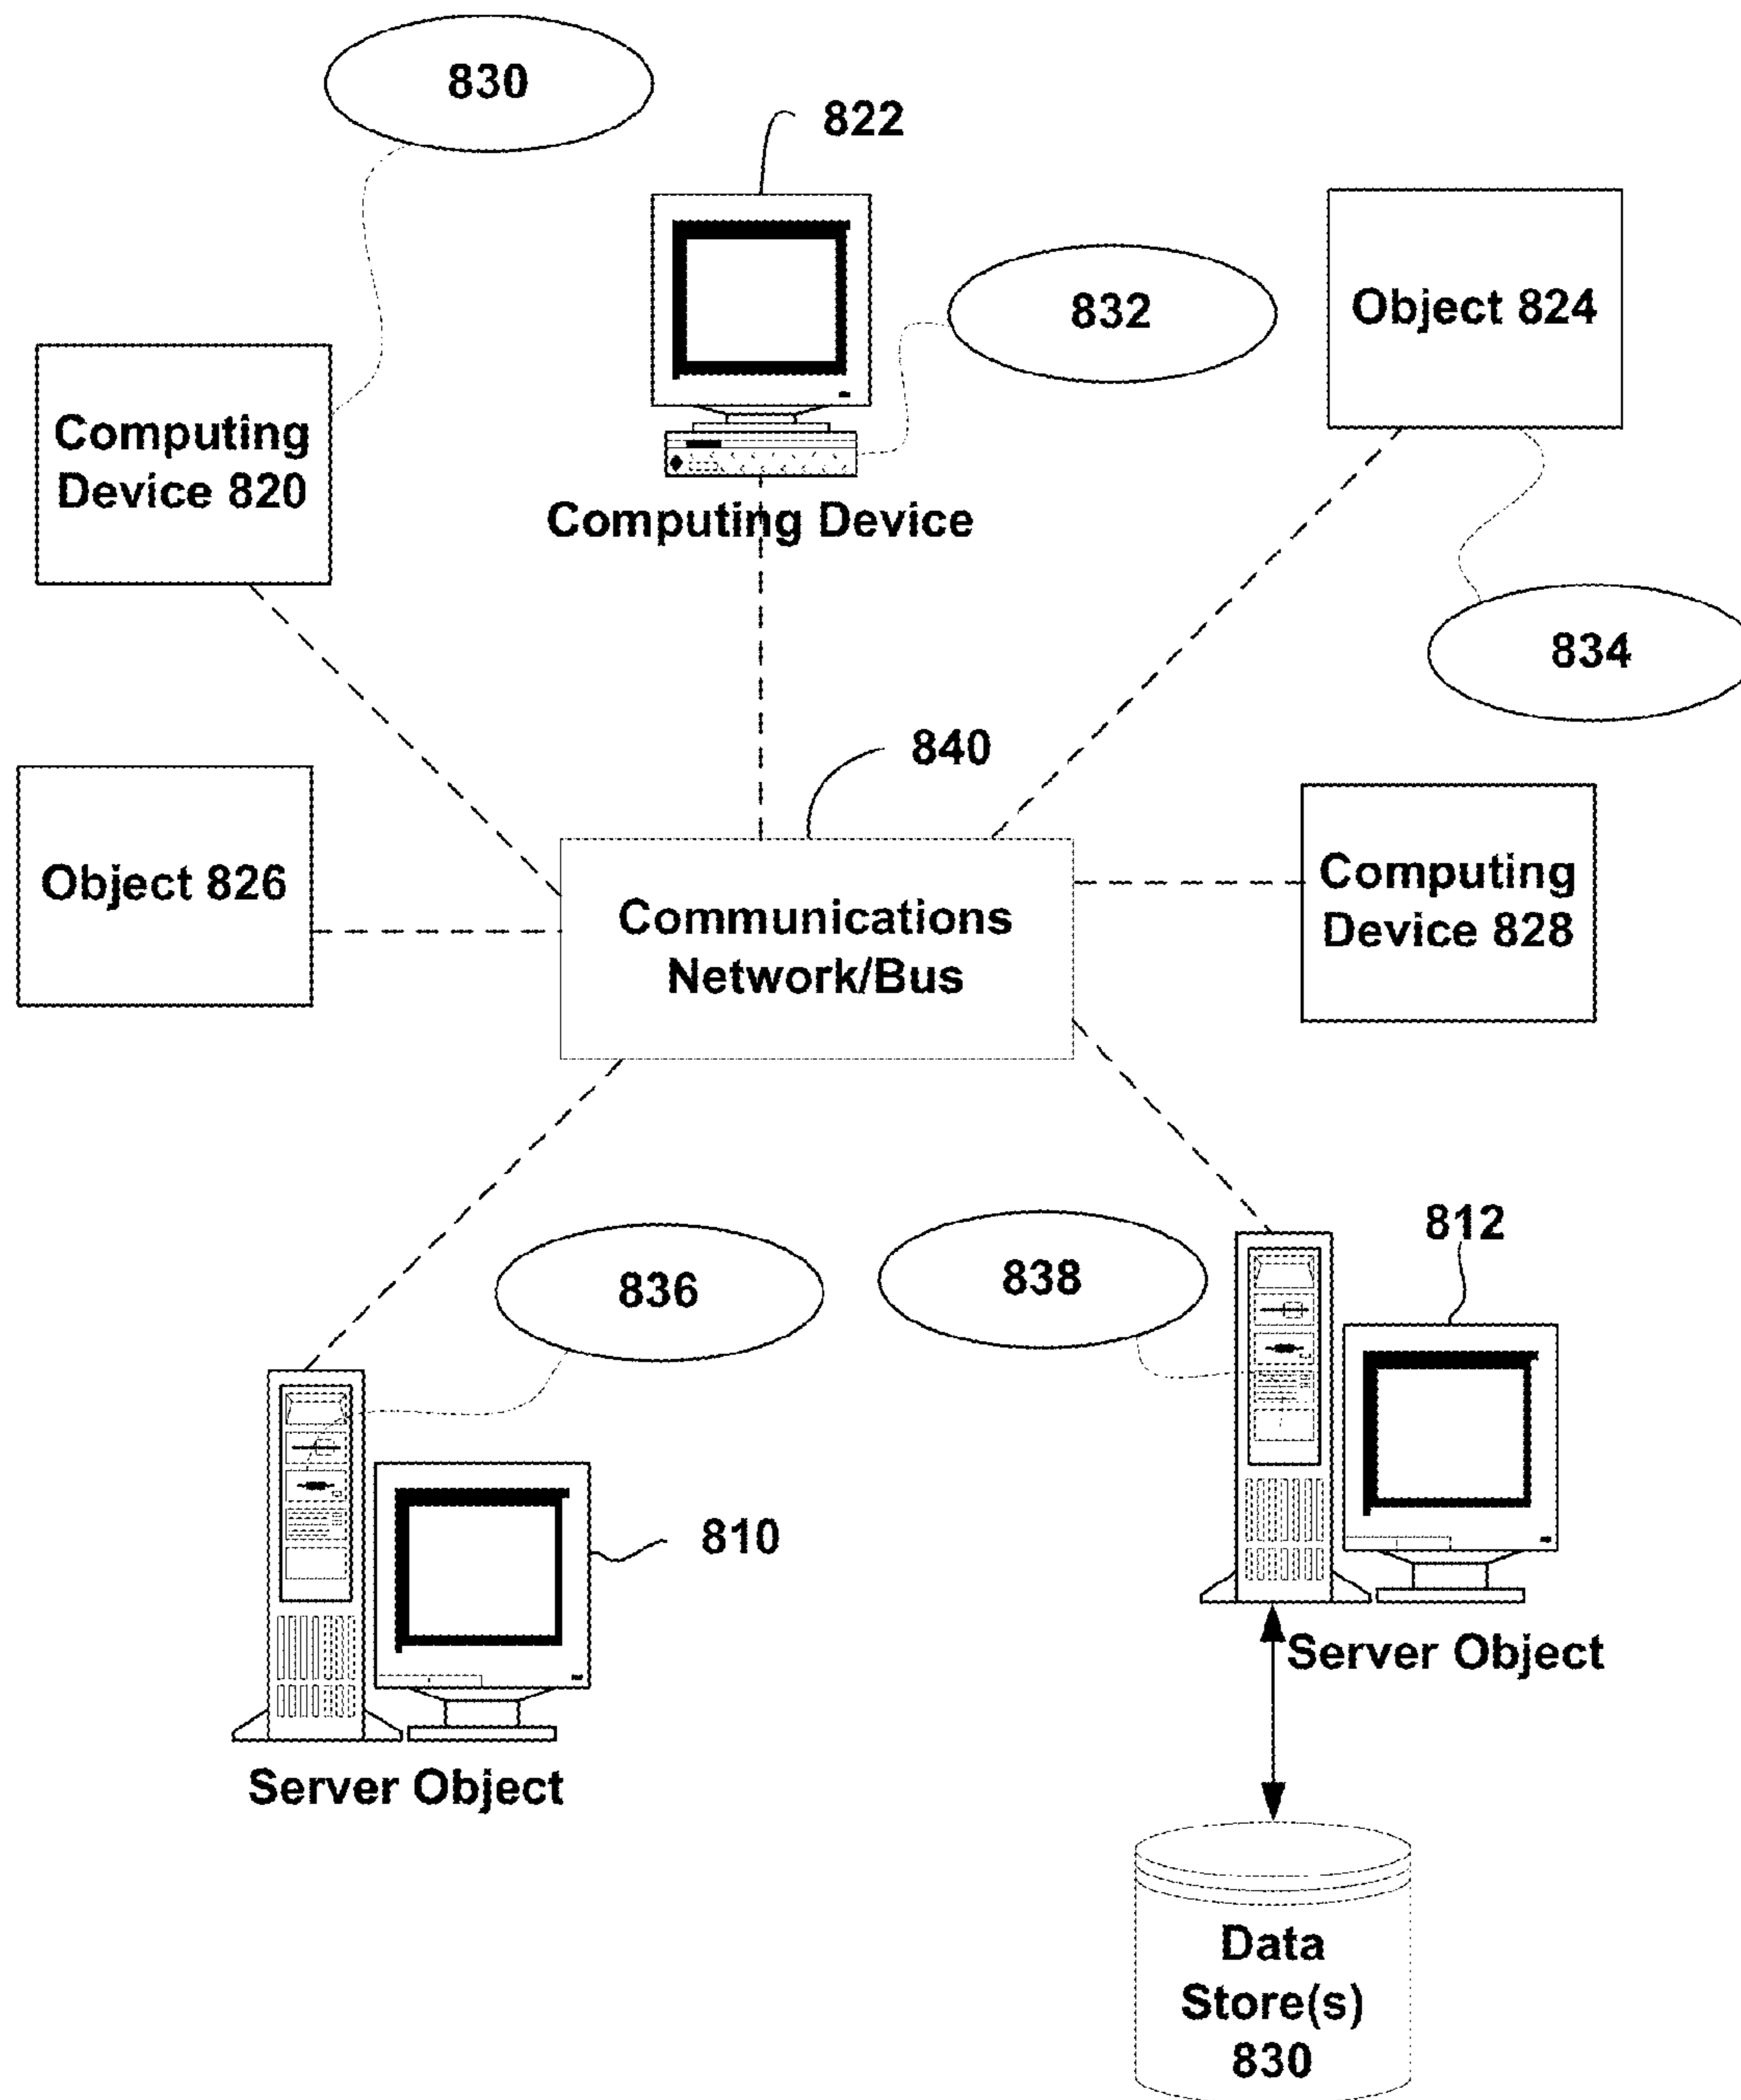 830
822
832
Object 824
Computing
Device 820
Computing Device
834
840
Object 826
Communications
Network/Bus
Computing
Device 828
836
838
812
810
Server Object
Server Object
Data
Store(s)
830